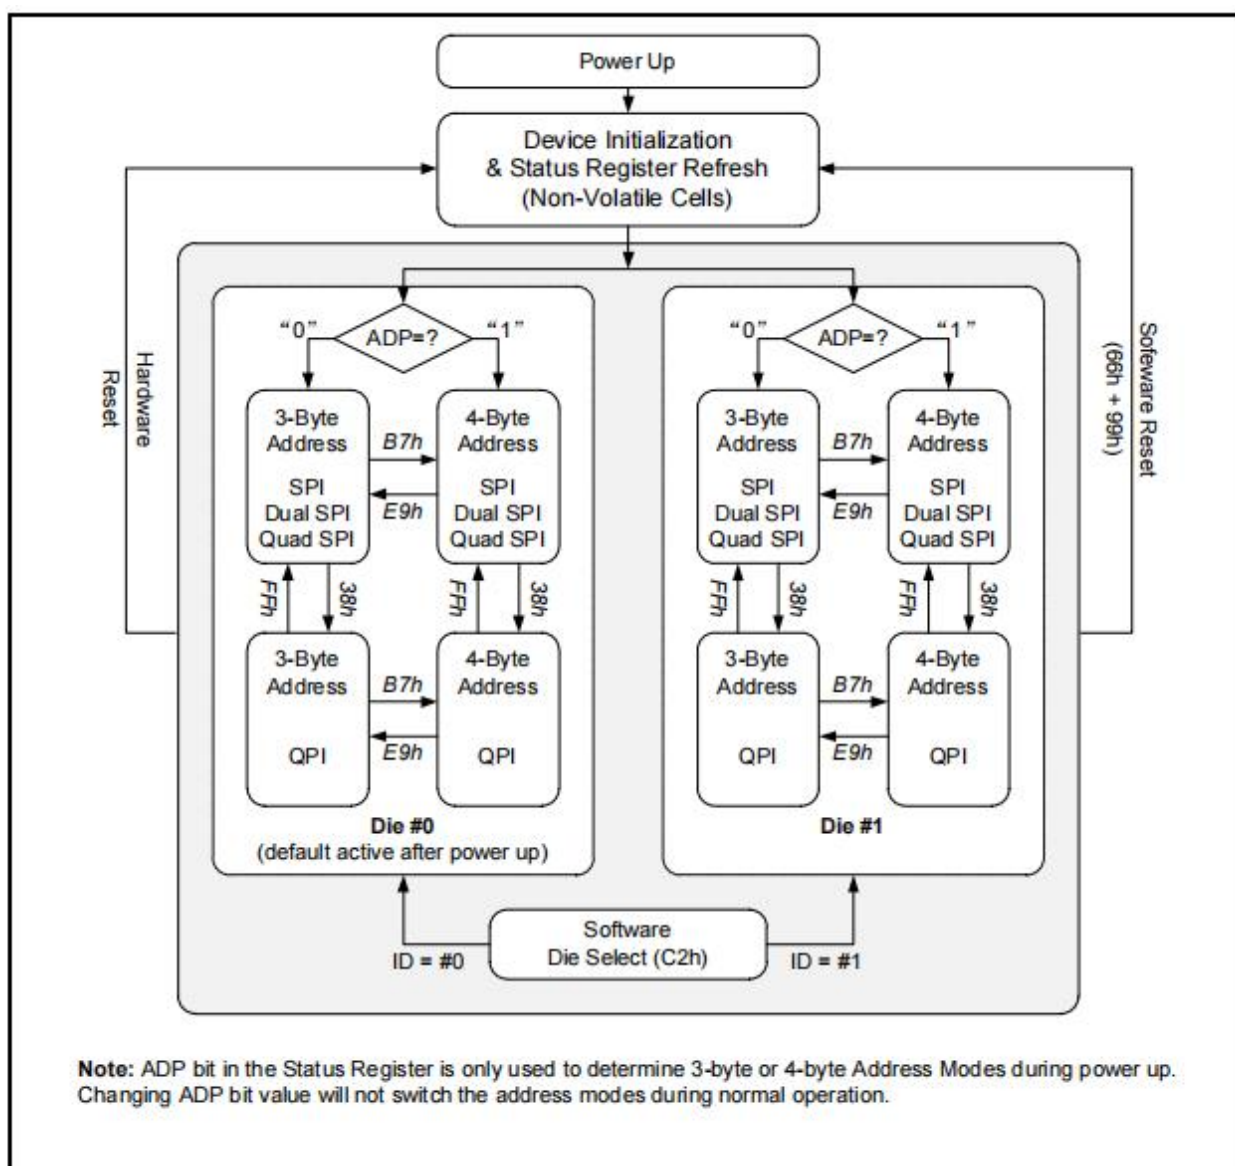 Power Up
Device Initialization
& Status Register Refresh
(Non-Volatile Cells)
Hardware
Reset
Sofeware Reset
(66h + 99h)
“0”
ADP=?
“1”
3-Byte
Address
SPI
Dual SPI
Quad SPI
B7h
E9h
4-Byte
Address
SPI
Dual SPI
Quad SPI
FFh
38h
FFh
38h
3-Byte
Address
QPI
B7h
E9h
4-Byte
Address
QPI
Die #0
(default active after power up)
“0”
ADP=?
“1”
3-Byte
Address
SPI
Dual SPI
Quad SPI
B7h
E9h
4-Byte
Address
SPI
Dual SPI
Quad SPI
FFh
38h
FFh
38h
3-Byte
Address
QPI
B7h
E9h
4-Byte
Address
QPI
Die #1
Software
Die Select (C2h)
ID = #0
ID = #1
Note: ADP bit in the Status Register is only used to determine 3-byte or 4-byte Address Modes during power up.
Changing ADP bit value will not switch the address modes during normal operation.